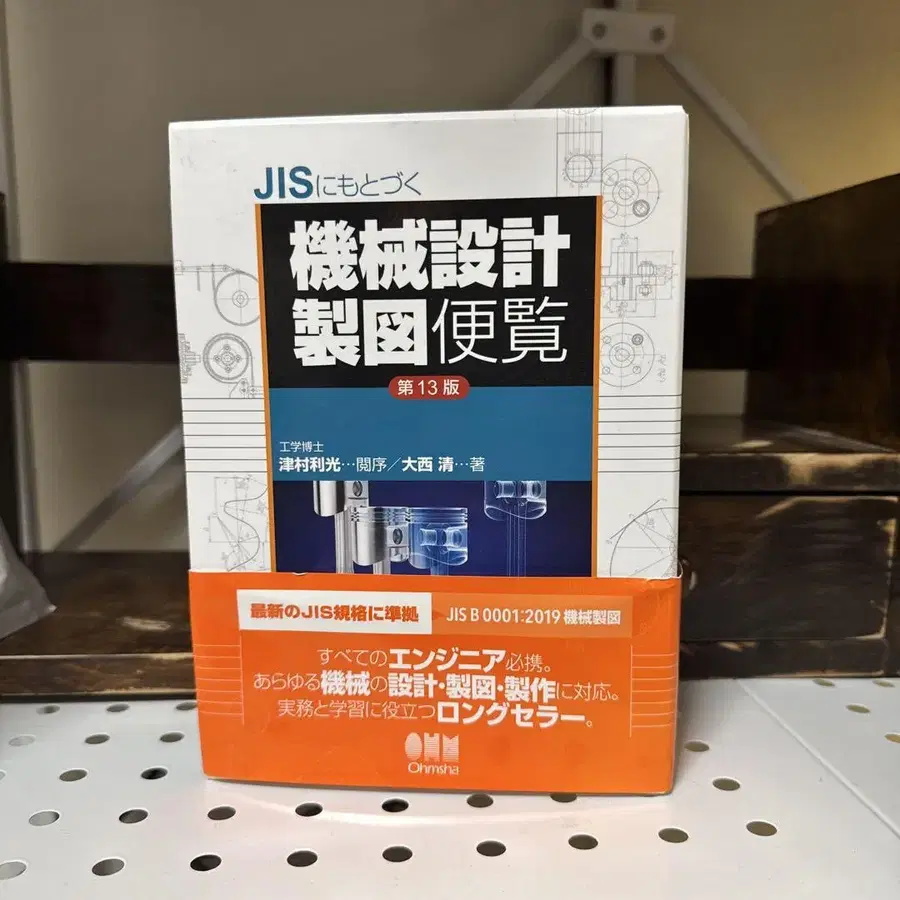 JISにもとづく
機械設計
製図便覧
第13版
工学博士
津村利光…閲序／大西 清…著
最新のJIS規格に準拠 JIS B 0001:2019 機械製図
すべてのエンジニア必携。
あらゆる機械の設計・製図・製作に対応。
実務と学習に役立つロングセラー。
OHM
Ohmsha